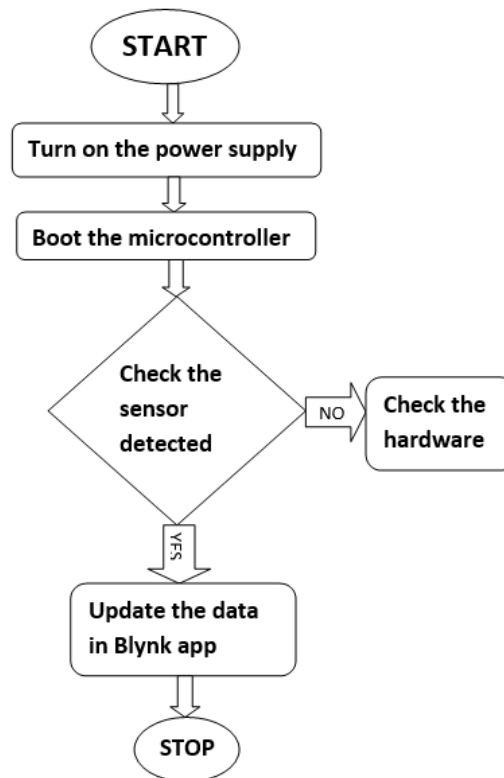 START
Turn on the power supply
Boot the microcontroller
Check the
sensor
detected
NO
Check the
hardware
YES
Update the data
in Blynk app
STOP